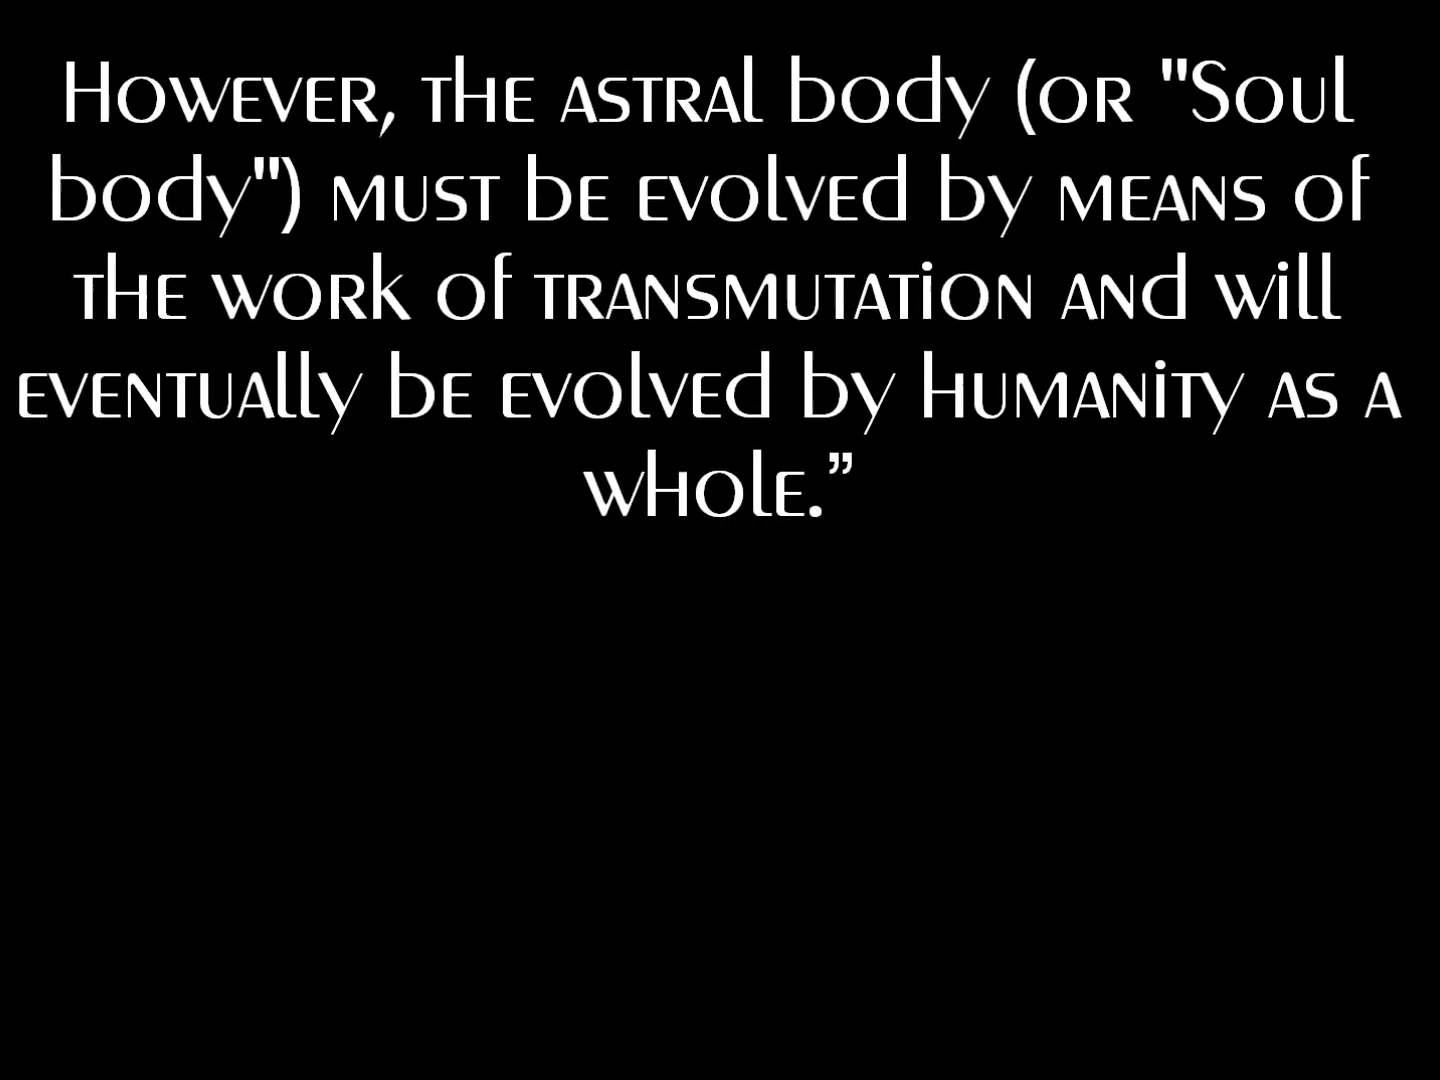 However, the astral body (or "Soul
body") must be evolved by means of
the work of transmutation and will
eventually be evolved by humanity as a
whole.”